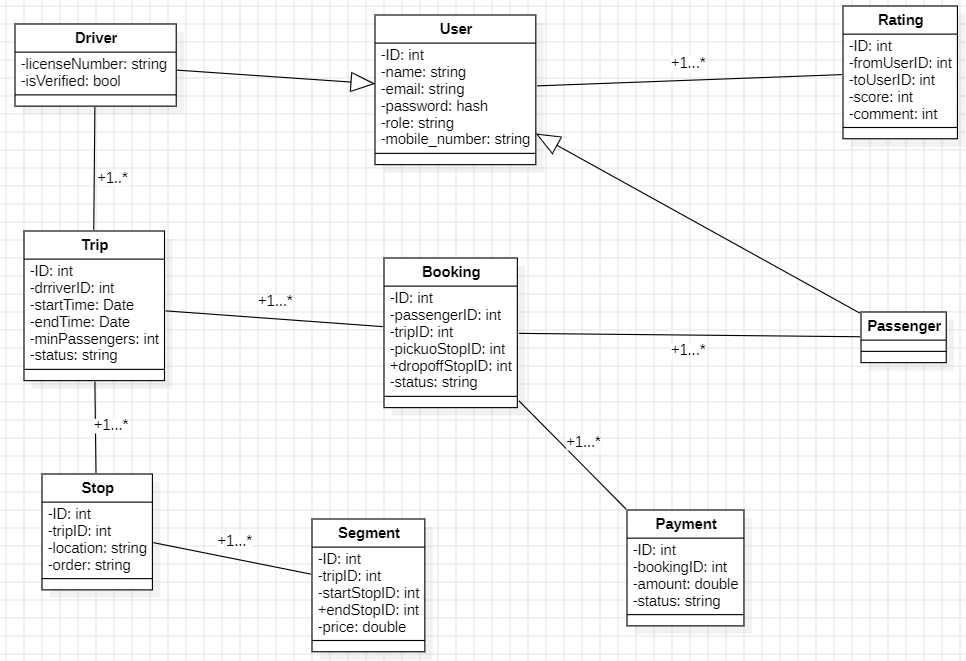 Driver
-licenseNumber: string
-isVerified: bool
User
-ID: int
-name: string
-email: string
-password: hash
-role: string
-mobile_number: string
Rating
-ID: int
-fromUserID: int
-toUserID: int
-score: int
-comment: int
+1...*
+1..*
Trip
-ID: int
-drriverID: int
-startTime: Date
-endTime: Date
-minPassengers: int
-status: string
+1...*
Booking
-ID: int
-passengerID: int
-tripID: int
-pickuoStopID: int
+dropoffStopID: int
-status: string
+1...*
Passenger
+1...*
+1...*
Stop
-ID: int
-tripID: int
-location: string
-order: string
+1...*
Segment
-ID: int
-tripID: int
-startStopID: int
+endStopID: int
-price: double
Payment
-ID: int
-bookingID: int
-amount: double
-status: string